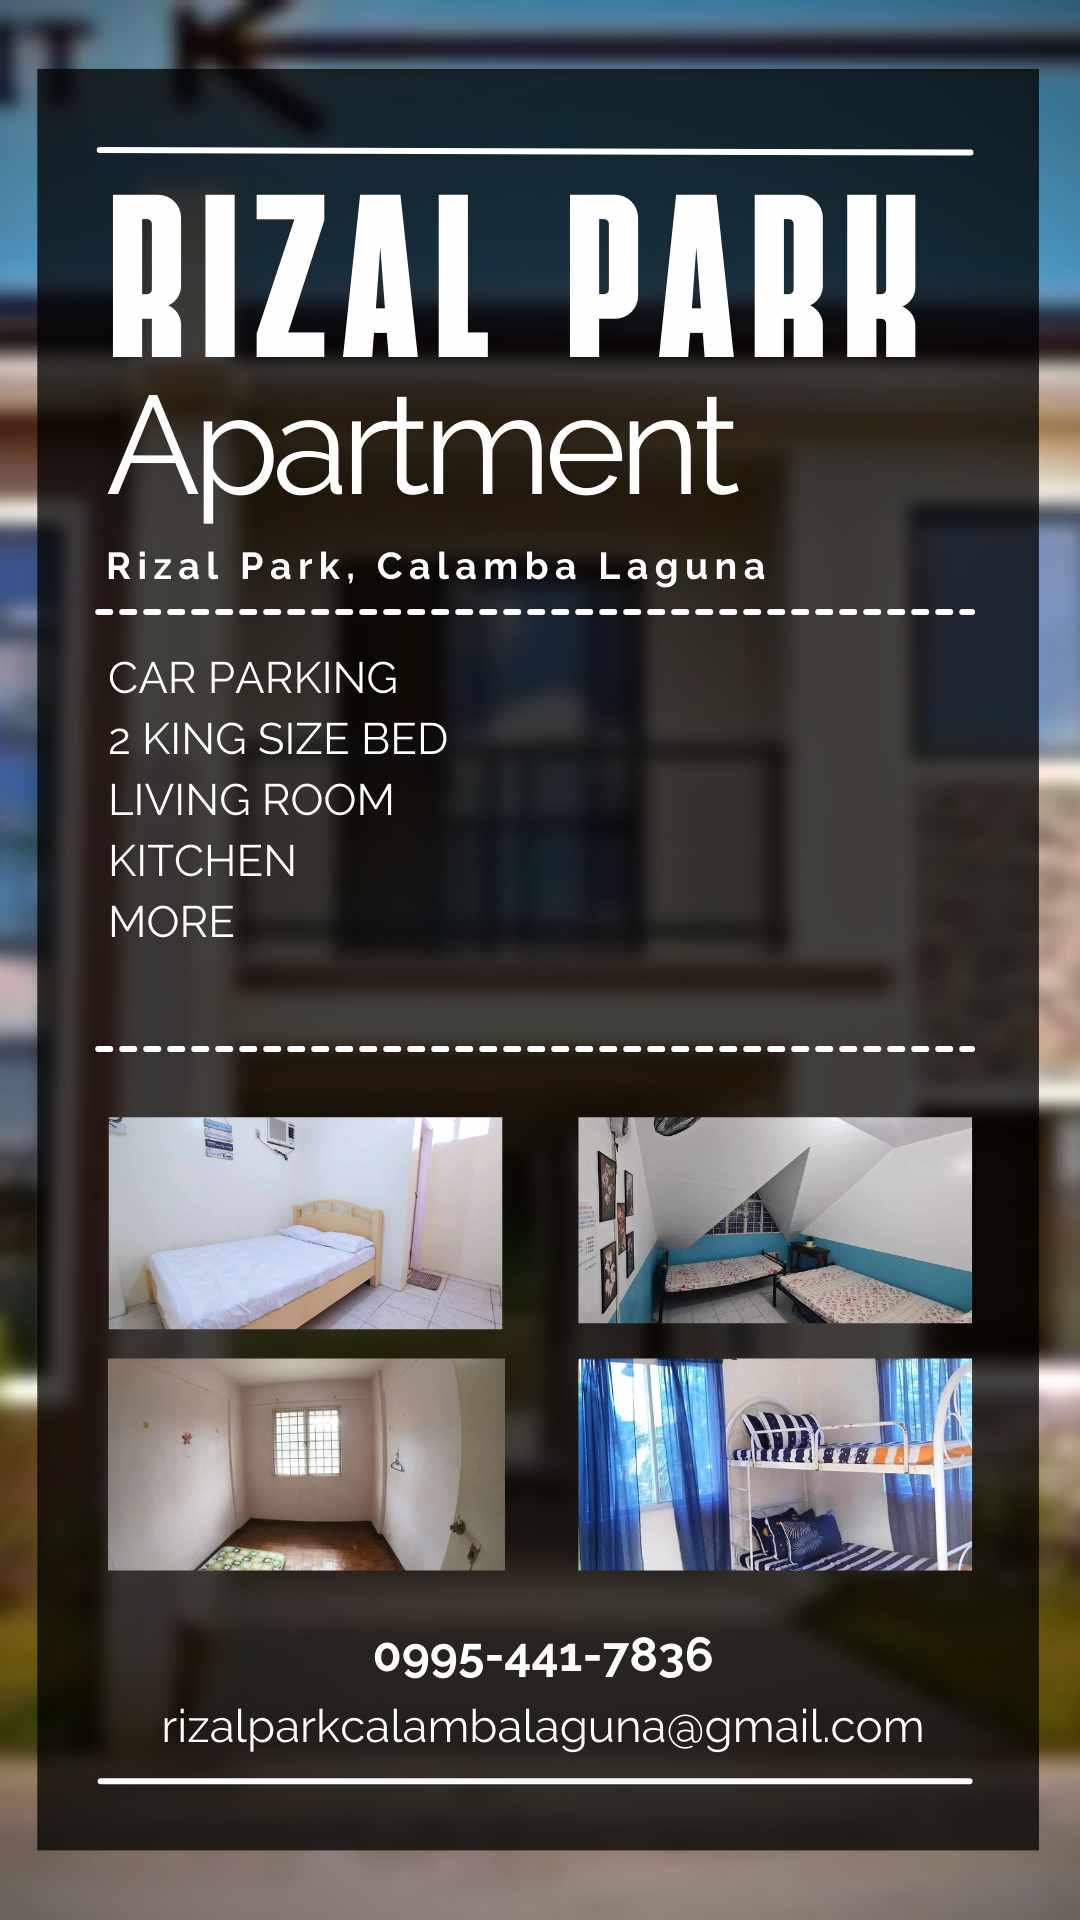 RIZAL PARK
Apartment
Rizal Park, Calamba Laguna
CAR PARKING
2 KING SIZE BED
LIVING ROOM
KITCHEN
MORE
0995-441-7836
rizalparkcalambalaguna@gmail.com